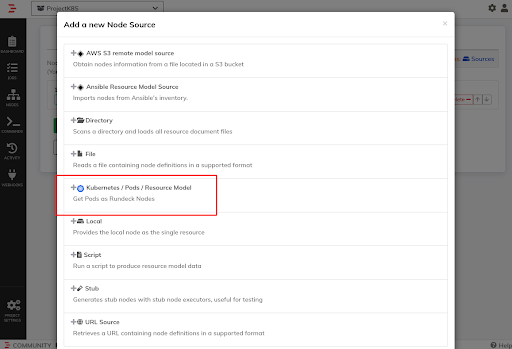 ProjectK8S
Add a new Node Source
×
AWS S3 remote model source
Obtain nodes information from a file located in a S3 bucket
Ansible Resource Model Source
Imports nodes from Ansible's inventory.
Directory
Scans a directory and loads all resource document files
File
Reads a file containing node definitions in a supported format
Kubernetes / Pods / Resource Model
Get Pods as Rundeck Nodes
Local
Provides the local node as the single resource
Script
Run a script to produce resource model data
Stub
Generates stub nodes with stub node executors, useful for testing
URL Source
Retrieves a URL containing node definitions in a supported format
DASHBOARD
JOBS
NODES
COMMANDS
ACTIVITY
WEBHOOKS
PROJECT
SETTINGS
Sources
COMMUNITY
Help